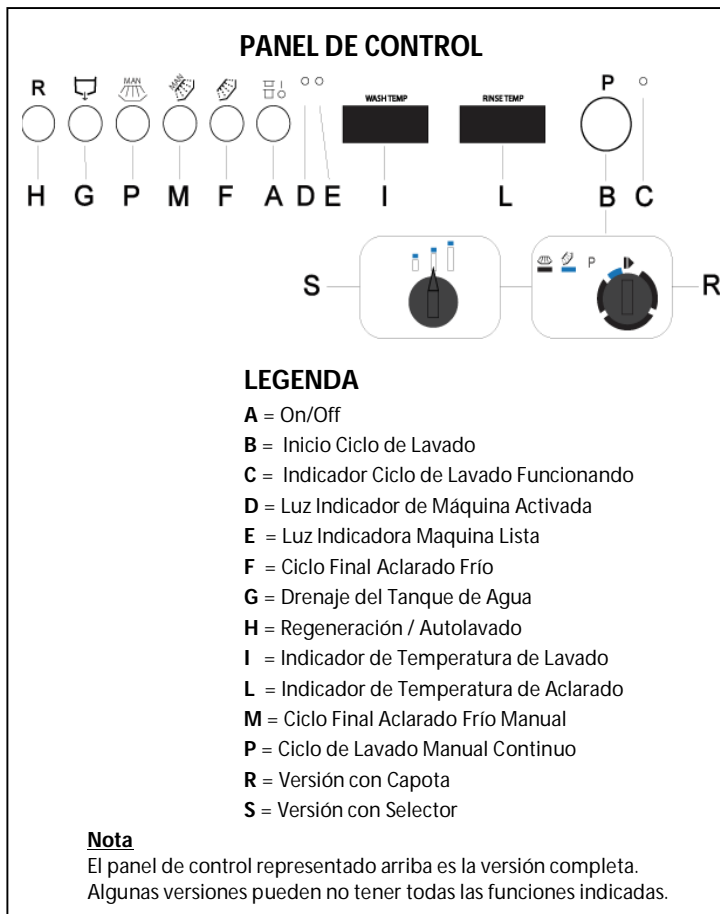 PANEL DE CONTROL
R MAN MAN P
WASH TEMP RINSE TEMP
H G P M F A D E I L B C
S P R
LEGENDA
A = On/Off
B = Inicio Ciclo de Lavado
C = Indicador Ciclo de Lavado Funcionando
D = Luz Indicador de Máquina Activada
E = Luz Indicadora Maquina Lista
F = Ciclo Final Aclarado Frío
G = Drenaje del Tanque de Agua
H = Regeneración / Autolavado
I = Indicador de Temperatura de Lavado
L = Indicador de Temperatura de Aclarado
M = Ciclo Final Aclarado Frío Manual
P = Ciclo de Lavado Manual Continuo
R = Versión con Capota
S = Versión con Selector
Nota
El panel de control representado arriba es la versión completa.
Algunas versiones pueden no tener todas las funciones indicadas.